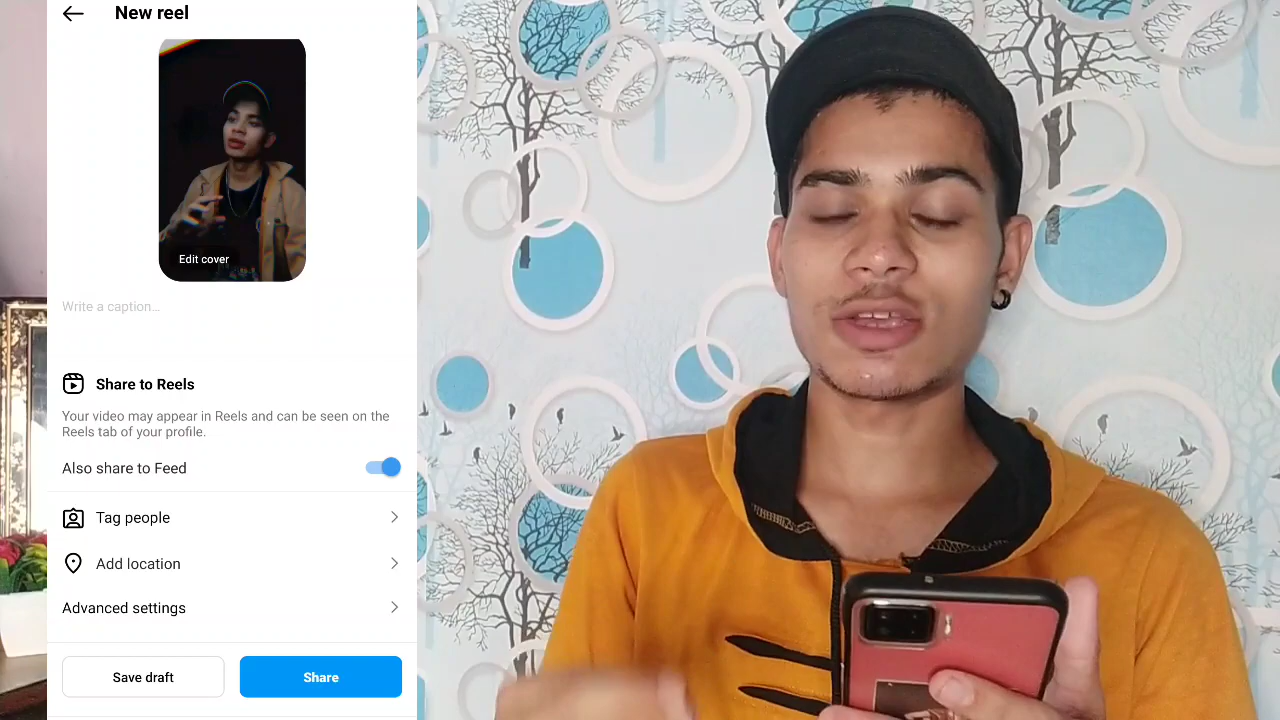 New reel
Edit cover
Write a caption...
Share to Reels
Your video may appear in Reels and can be seen on the
Reels tab of your profile.
Also share to Feed
Tag people
Add location
Advanced settings
Save draft
Share